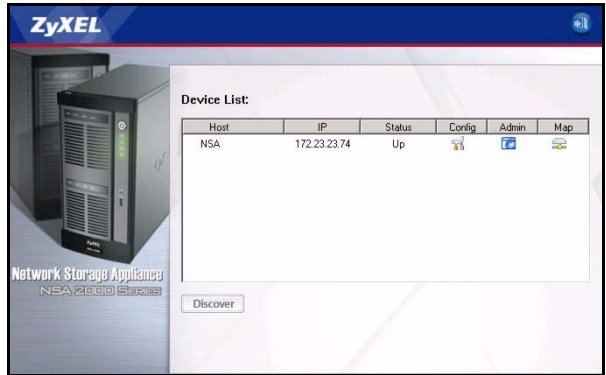 ZyXEL
Device List:
Host IP Status Config Admin Map
NSA 172.23.23.74 Up
Network Storage Appliance
NSA 2000 Series
Discover